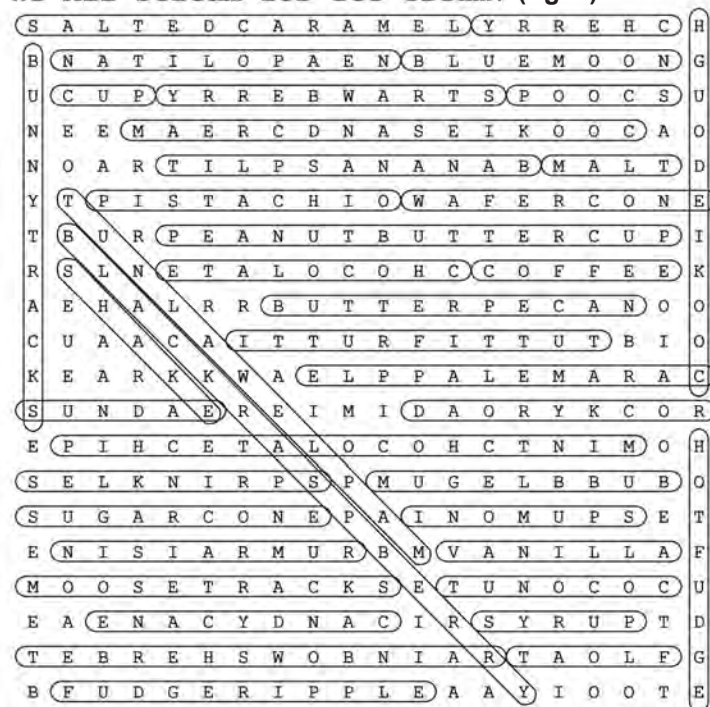 S A L T E D C A R A M E L Y R R E H C H
B N A T I L O P A E N B L U E M O O N G
U C U P Y R R E B W A R T S P O O C S U
N E E M A E R C D N A S E I K O O C A O
N O A R T I L P S A N A N A B M A L T D
Y T P I S T A C H I O W A F E R C O N E
T B U R P E A N U T B U T T E R C U P I
R S L N E T A L O C O H C C O F F E E K
A E H A L R R B U T T E R P E C A N O O
C U A A C A I T T U R F I T T U T B I O
K E A R K K W A E L P P A L E M A R A C
S U N D A E R E I M I D A O R Y K C O R
E P I H C E T A L O C O H C T N I M O H
S E L K N I R P S P M U G E L B B U B O
S U G A R C O N E P A I N O M U P S E T
E N I S I A R M U R B M V A N I L L A F
M O O S E T R A C K S E T U N O C O C U
E A E N A C Y D N A C I R S Y R U P T D
T E B R E H S W O B N I A R T A O L F G
B F U D G E R I P P L E A A Y I O O T E